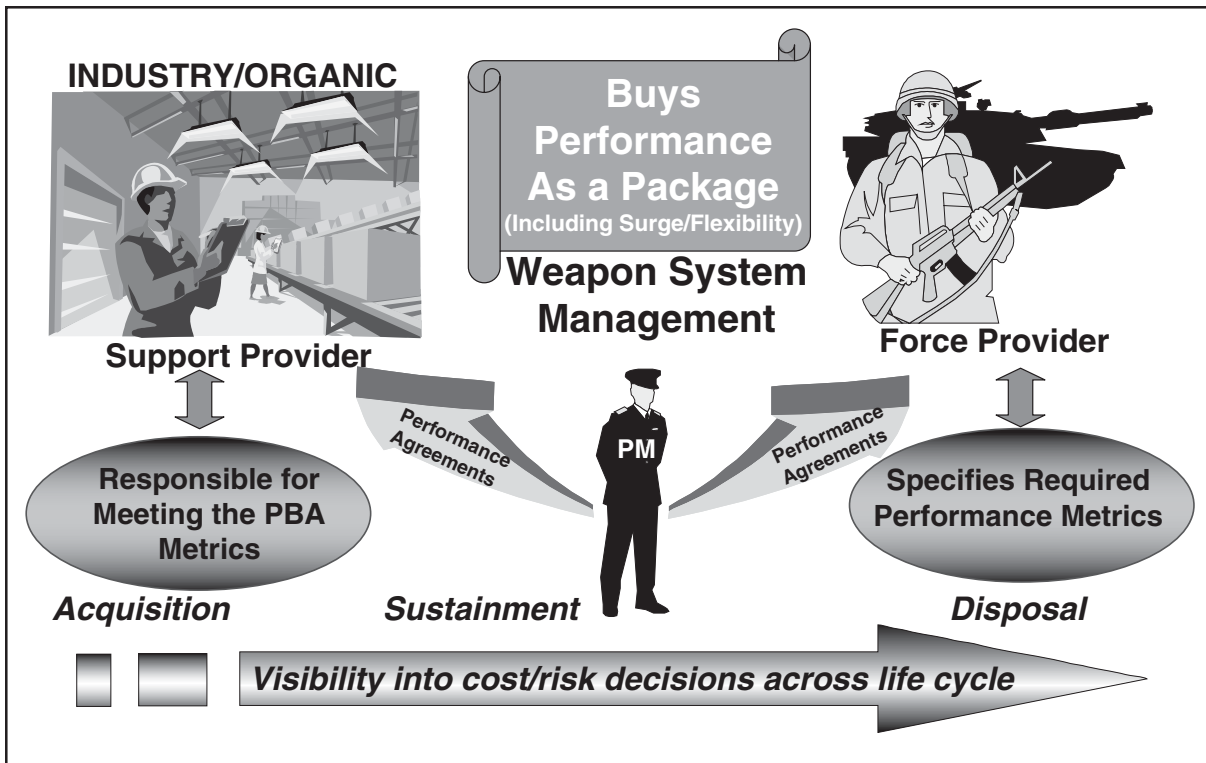 INDUSTRY/ORGANIC
Buys
Performance
As a Package
(Including Surge/Flexibility)
Weapon System
Management
Support Provider
Force Provider
Performance
Agreements
PM
Performance
Agreements
Responsible for
Meeting the PBA
Metrics
Specifies Required
Performance Metrics
Acquisition
Sustainment
Disposal
Visibility into cost/risk decisions across life cycle